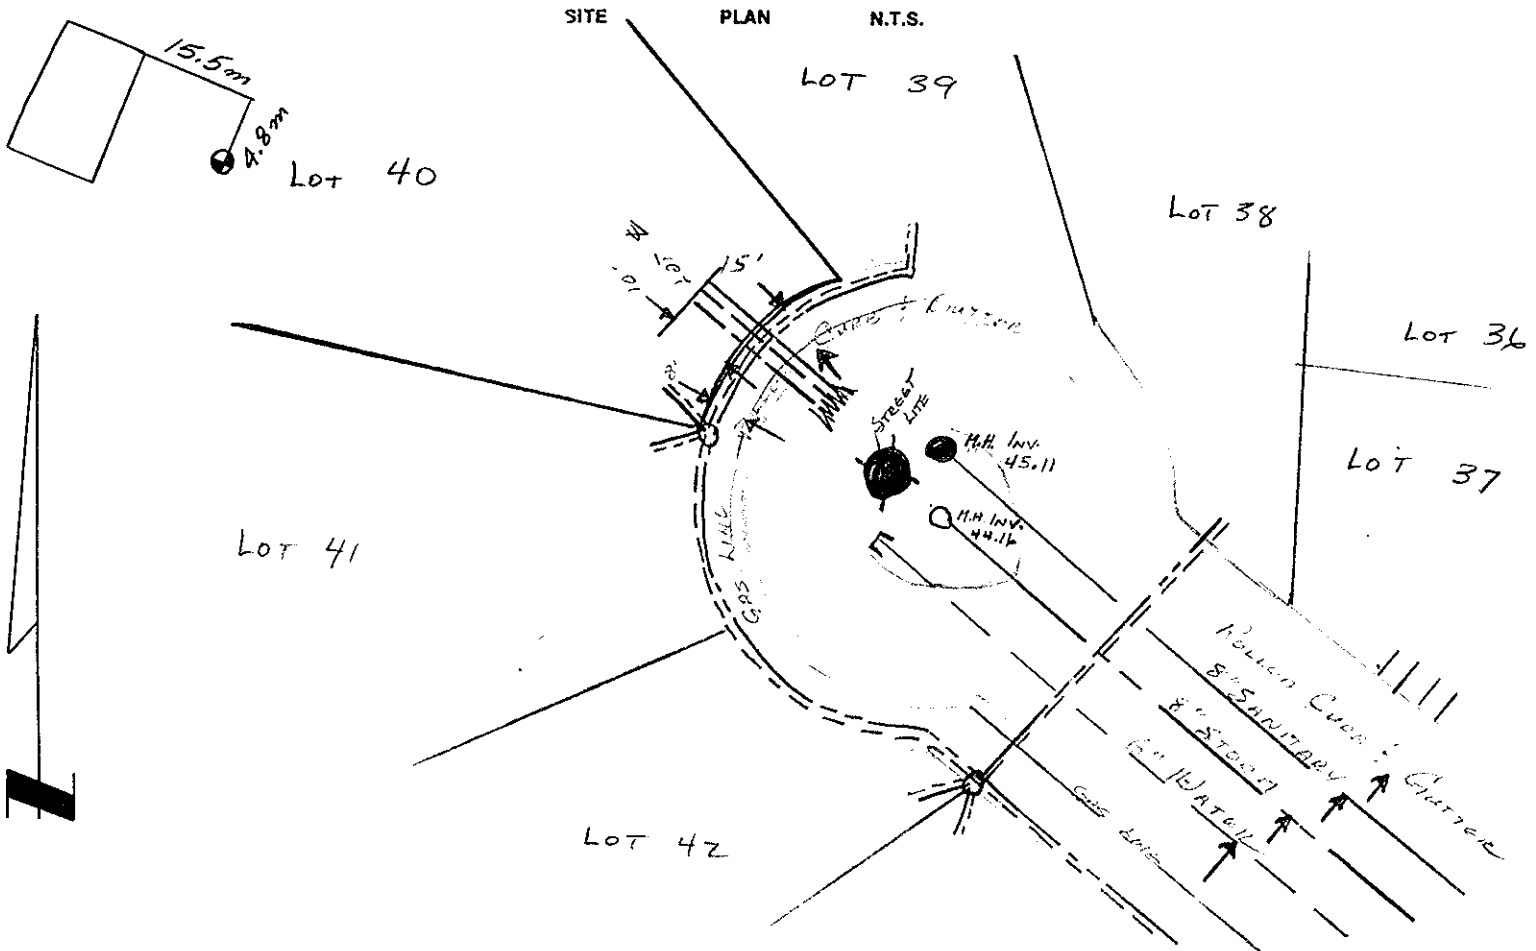 SITE PLAN N.T.S.
15.5m
4.8m
LOT 39
LOT 40
LOT 38
LOT 36
LOT 37
15'
10'
8'
CURB & GUTTER
STREET
LITE
M.H. INV.
45.11
M.H. INV.
44.16
LOT 41
GAS LINE
ROLLED CURB & GUTTER
8" SANITARY
8" STORM
6" WATER
GAS LINE
LOT 42